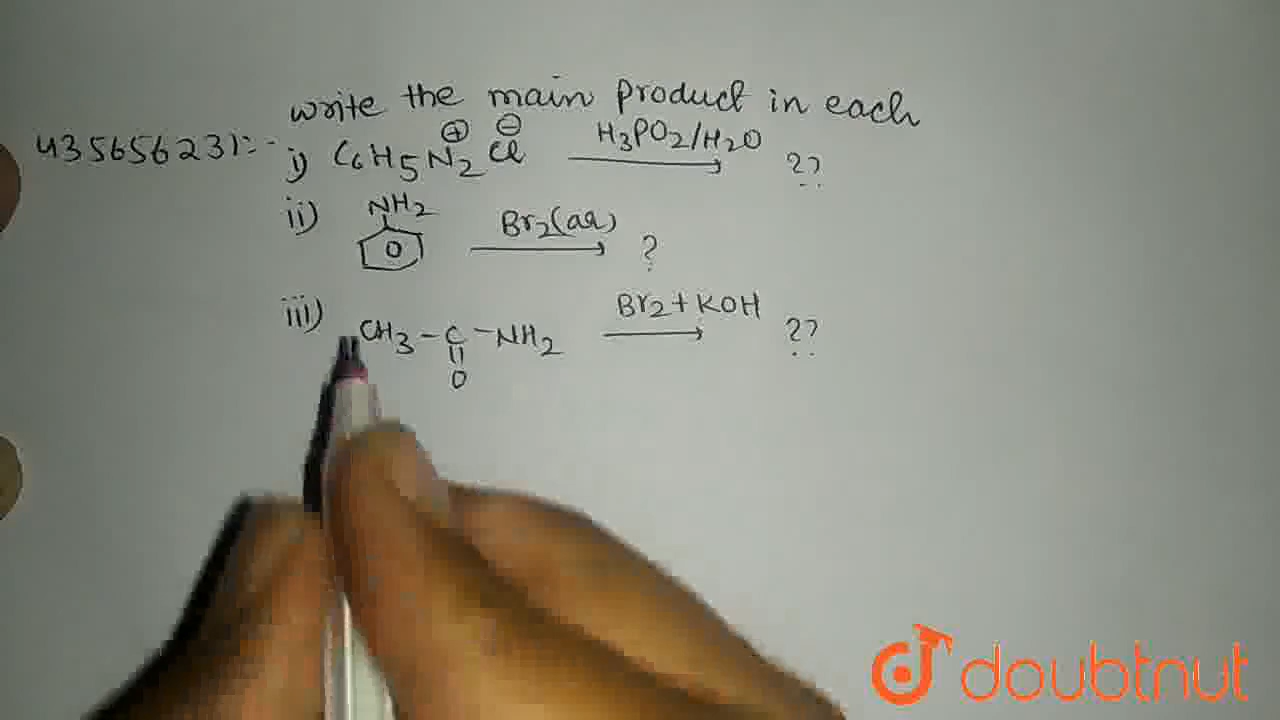 write the main product in each
435656231:-
i) C6H5N2⊕ Cl⊖ H3PO2/H2O ??
ii) NH2 Br2(aq) ?
iii) CH3-C-NH2 Br2+KOH ??
O
doubtnut